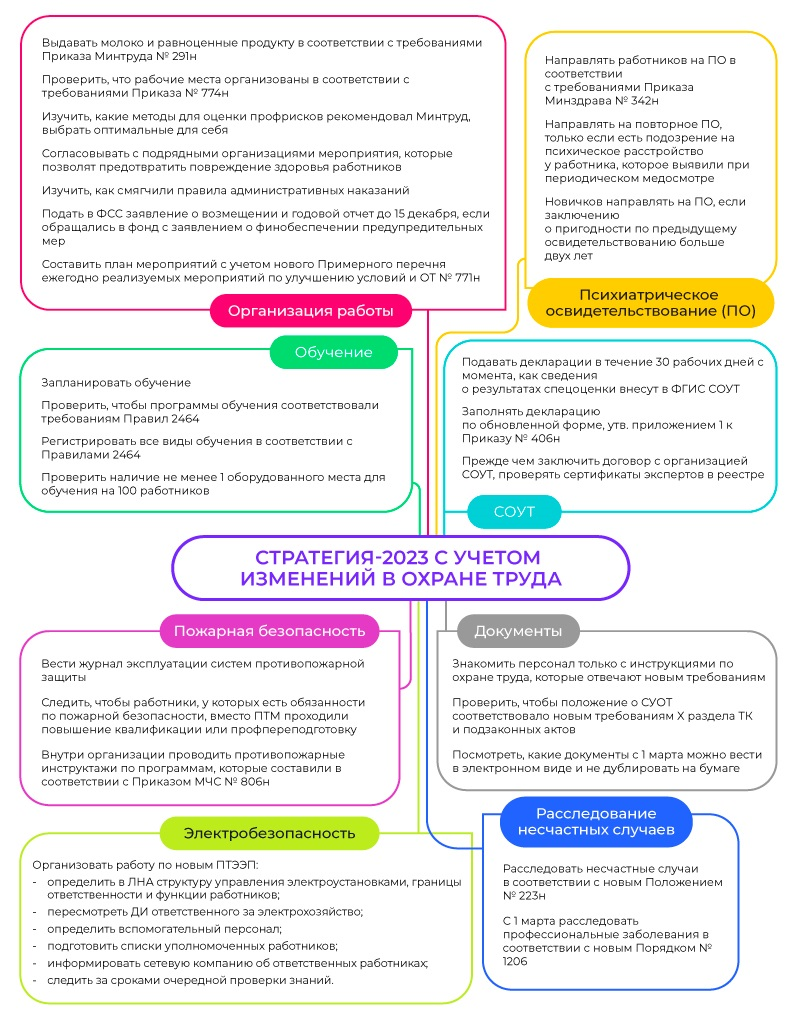 Выдавать молоко и равноценные продукту в соответствии с требованиями
Приказа Минтруда № 291н
Проверить, что рабочие места организованы в соответствии с
требованиями Приказа № 774н
Изучить, какие методы для оценки профрисков рекомендовал Минтруд,
выбрать оптимальные для себя
Согласовывать с подрядными организациями мероприятия, которые
позволят предотвратить повреждение здоровья работников
Изучить, как смягчили правила административных наказаний
Подать в ФСС заявление о возмещении и годовой отчет до 15 декабря, если
обращались в фонд с заявлением о финобеспечении предупредительных
мер
Составить план мероприятий с учетом нового Примерного перечня
ежегодно реализуемых мероприятий по улучшению условий и ОТ № 771н
Организация работы
Направлять работников на ПО в
соответствии
с требованиями Приказа
Минздрава № 342н
Направлять на повторное ПО,
только если есть подозрение на
психическое расстройство
у работника, которое выявили при
периодическом медосмотре
Новичков направлять на ПО, если
заключению
о пригодности по предыдущему
освидетельствованию больше
двух лет
Психиатрическое
освидетельствование (ПО)
Обучение
Запланировать обучение
Проверить, чтобы программы обучения соответствовали
требованиям Правил 2464
Регистрировать все виды обучения в соответствии с
Правилами 2464
Проверить наличие не менее 1 оборудованного места для
обучения на 100 работников
Подавать декларации в течение 30 рабочих дней с
момента, как сведения
о результатах спецоценки внесут в ФГИС СОУТ
Заполнять декларацию
по обновленной форме, утв. приложением 1 к
Приказу № 406н
Прежде чем заключить договор с организацией
СОУТ, проверять сертификаты экспертов в реестре
СОУТ
СТРАТЕГИЯ-2023 С УЧЕТОМ
ИЗМЕНЕНИЙ В ОХРАНЕ ТРУДА
Пожарная безопасность
Вести журнал эксплуатации систем противопожарной
защиты
Следить, чтобы работники, у которых есть обязанности
по пожарной безопасности, вместо ПТМ проходили
повышение квалификации или профпереподготовку
Внутри организации проводить противопожарные
инструктажи по программам, которые составили в
соответствии с Приказом МЧС № 806н
Документы
Знакомить персонал только с инструкциями по
охране труда, которые отвечают новым требованиям
Проверить, чтобы положение о СУОТ
соответствовало новым требованиям X раздела ТК
и подзаконных актов
Посмотреть, какие документы с 1 марта можно вести
в электронном виде и не дублировать на бумаге
Электробезопасность
Организовать работу по новым ПТЭЭП:
- определить в ЛНА структуру управления электроустановками, границы
ответственности и функции работников;
- пересмотреть ДИ ответственного за электрохозяйство;
- определить вспомогательный персонал;
- подготовить списки уполномоченных работников;
- информировать сетевую компанию об ответственных работниках;
- следить за сроками очередной проверки знаний.
Расследование
несчастных случаев
Расследовать несчастные случаи
в соответствии с новым Положением
№ 223н
С 1 марта расследовать
профессиональные заболевания в
соответствии с новым Порядком №
1206